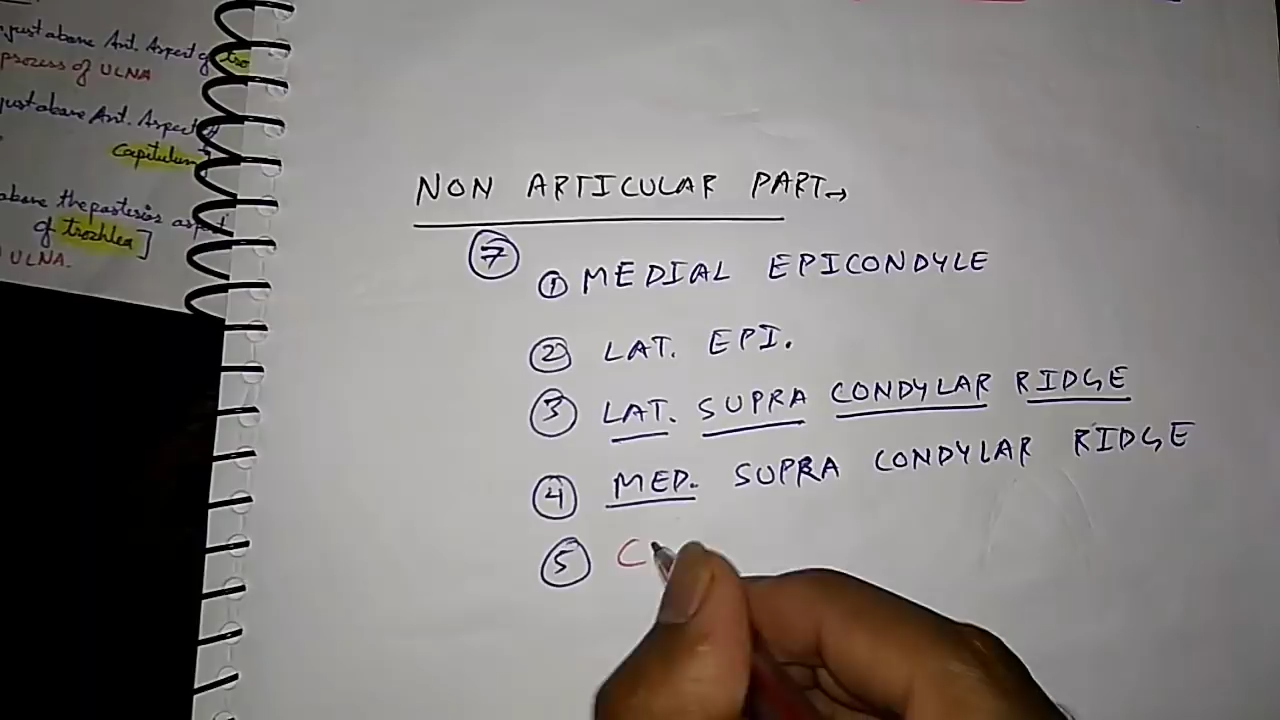 just above Ant. Aspect of tro
process of ULNA
just above Ant. Aspect of
Capitulum]
above the posterior aspect
of trochlea]
ULNA.
NON ARTICULAR PART→
7
1 MEDIAL EPICONDYLE
2 LAT. EPI.
3 LAT. SUPRA CONDYLAR RIDGE
4 MED. SUPRA CONDYLAR RIDGE
5 C